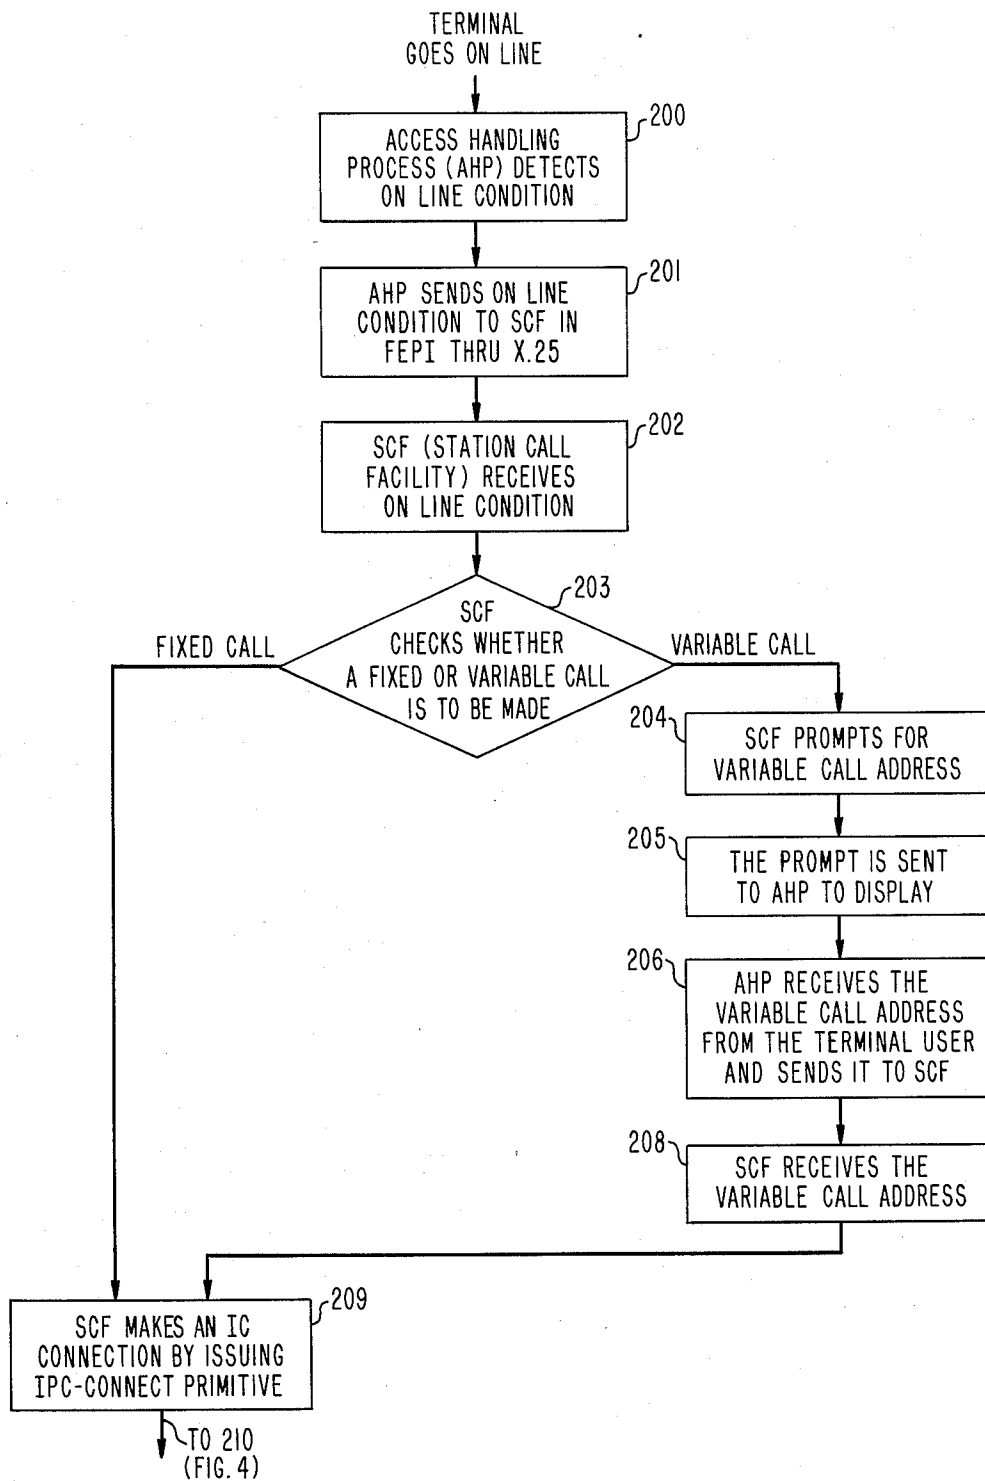 TERMINAL
GOES ON LINE
200
ACCESS HANDLING
PROCESS (AHP) DETECTS
ON LINE CONDITION
201
AHP SENDS ON LINE
CONDITION TO SCF IN
FEPI THRU X.25
202
SCF (STATION CALL
FACILITY) RECEIVES
ON LINE CONDITION
203
SCF
CHECKS WHETHER
A FIXED OR VARIABLE CALL
IS TO BE MADE
FIXED CALL
VARIABLE CALL
204
SCF PROMPTS FOR
VARIABLE CALL ADDRESS
205
THE PROMPT IS SENT
TO AHP TO DISPLAY
206
AHP RECEIVES THE
VARIABLE CALL ADDRESS
FROM THE TERMINAL USER
AND SENDS IT TO SCF
208
SCF RECEIVES THE
VARIABLE CALL ADDRESS
209
SCF MAKES AN IC
CONNECTION BY ISSUING
IPC-CONNECT PRIMITIVE
TO 210
(FIG. 4)